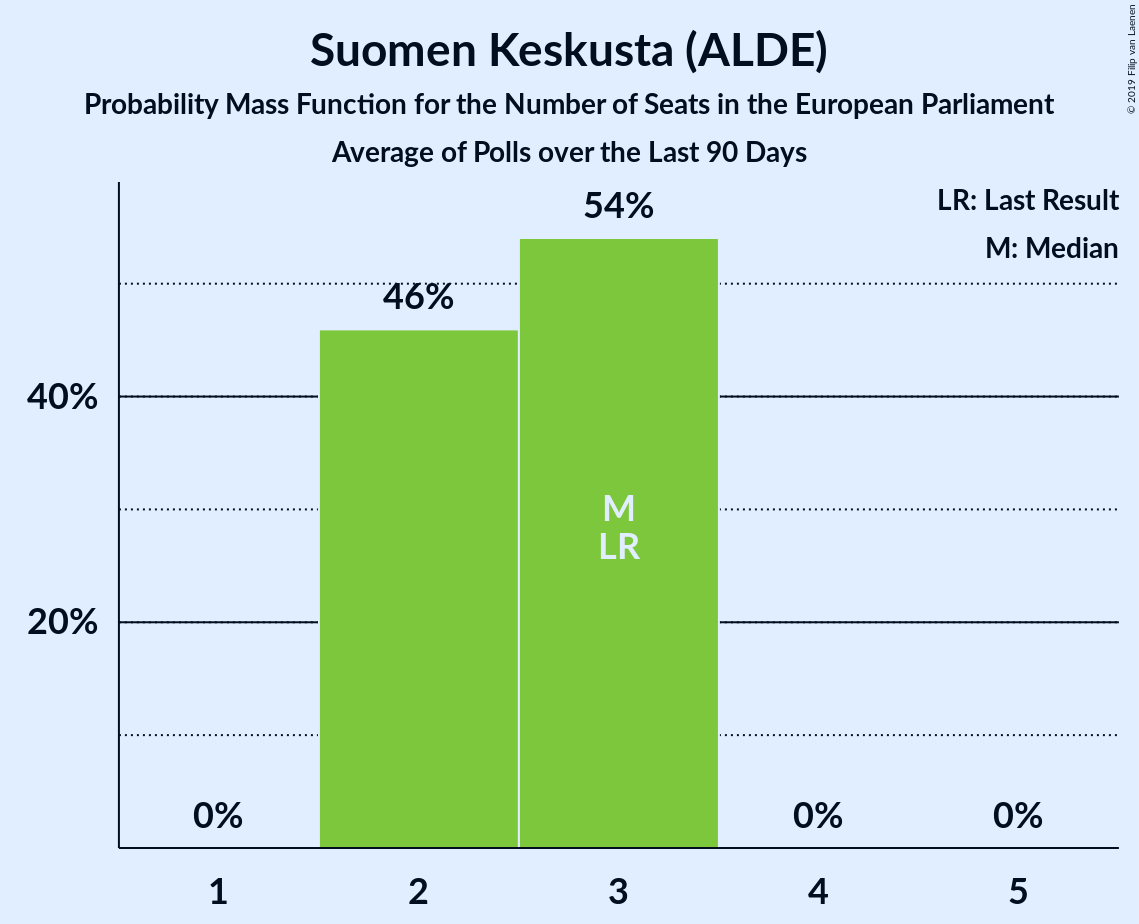 Suomen Keskusta (ALDE)
Probability Mass Function for the Number of Seats in the European Parliament
Average of Polls over the Last 90 Days
© 2019 Filip van Laenen
LR: Last Result
M: Median
54%
46%
40%
M
LR
20%
0%
0%
0%
1
2
3
4
5